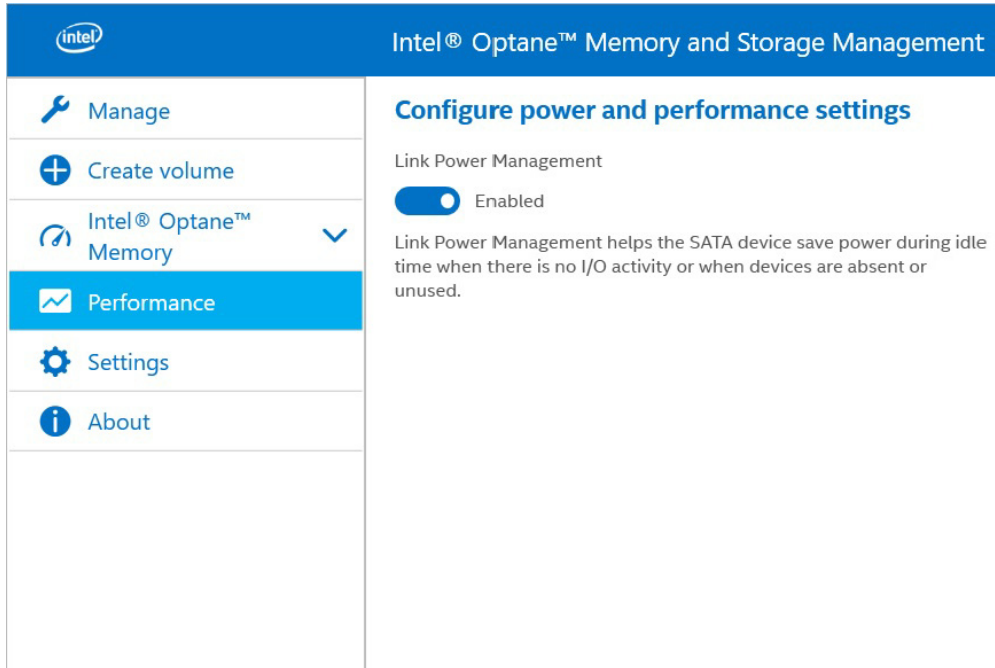 intel
Intel® Optane™ Memory and Storage Management
Manage
Create volume
Intel® Optane™
Memory
Performance
Settings
About
Configure power and performance settings
Link Power Management
Enabled
Link Power Management helps the SATA device save power during idle
time when there is no I/O activity or when devices are absent or
unused.